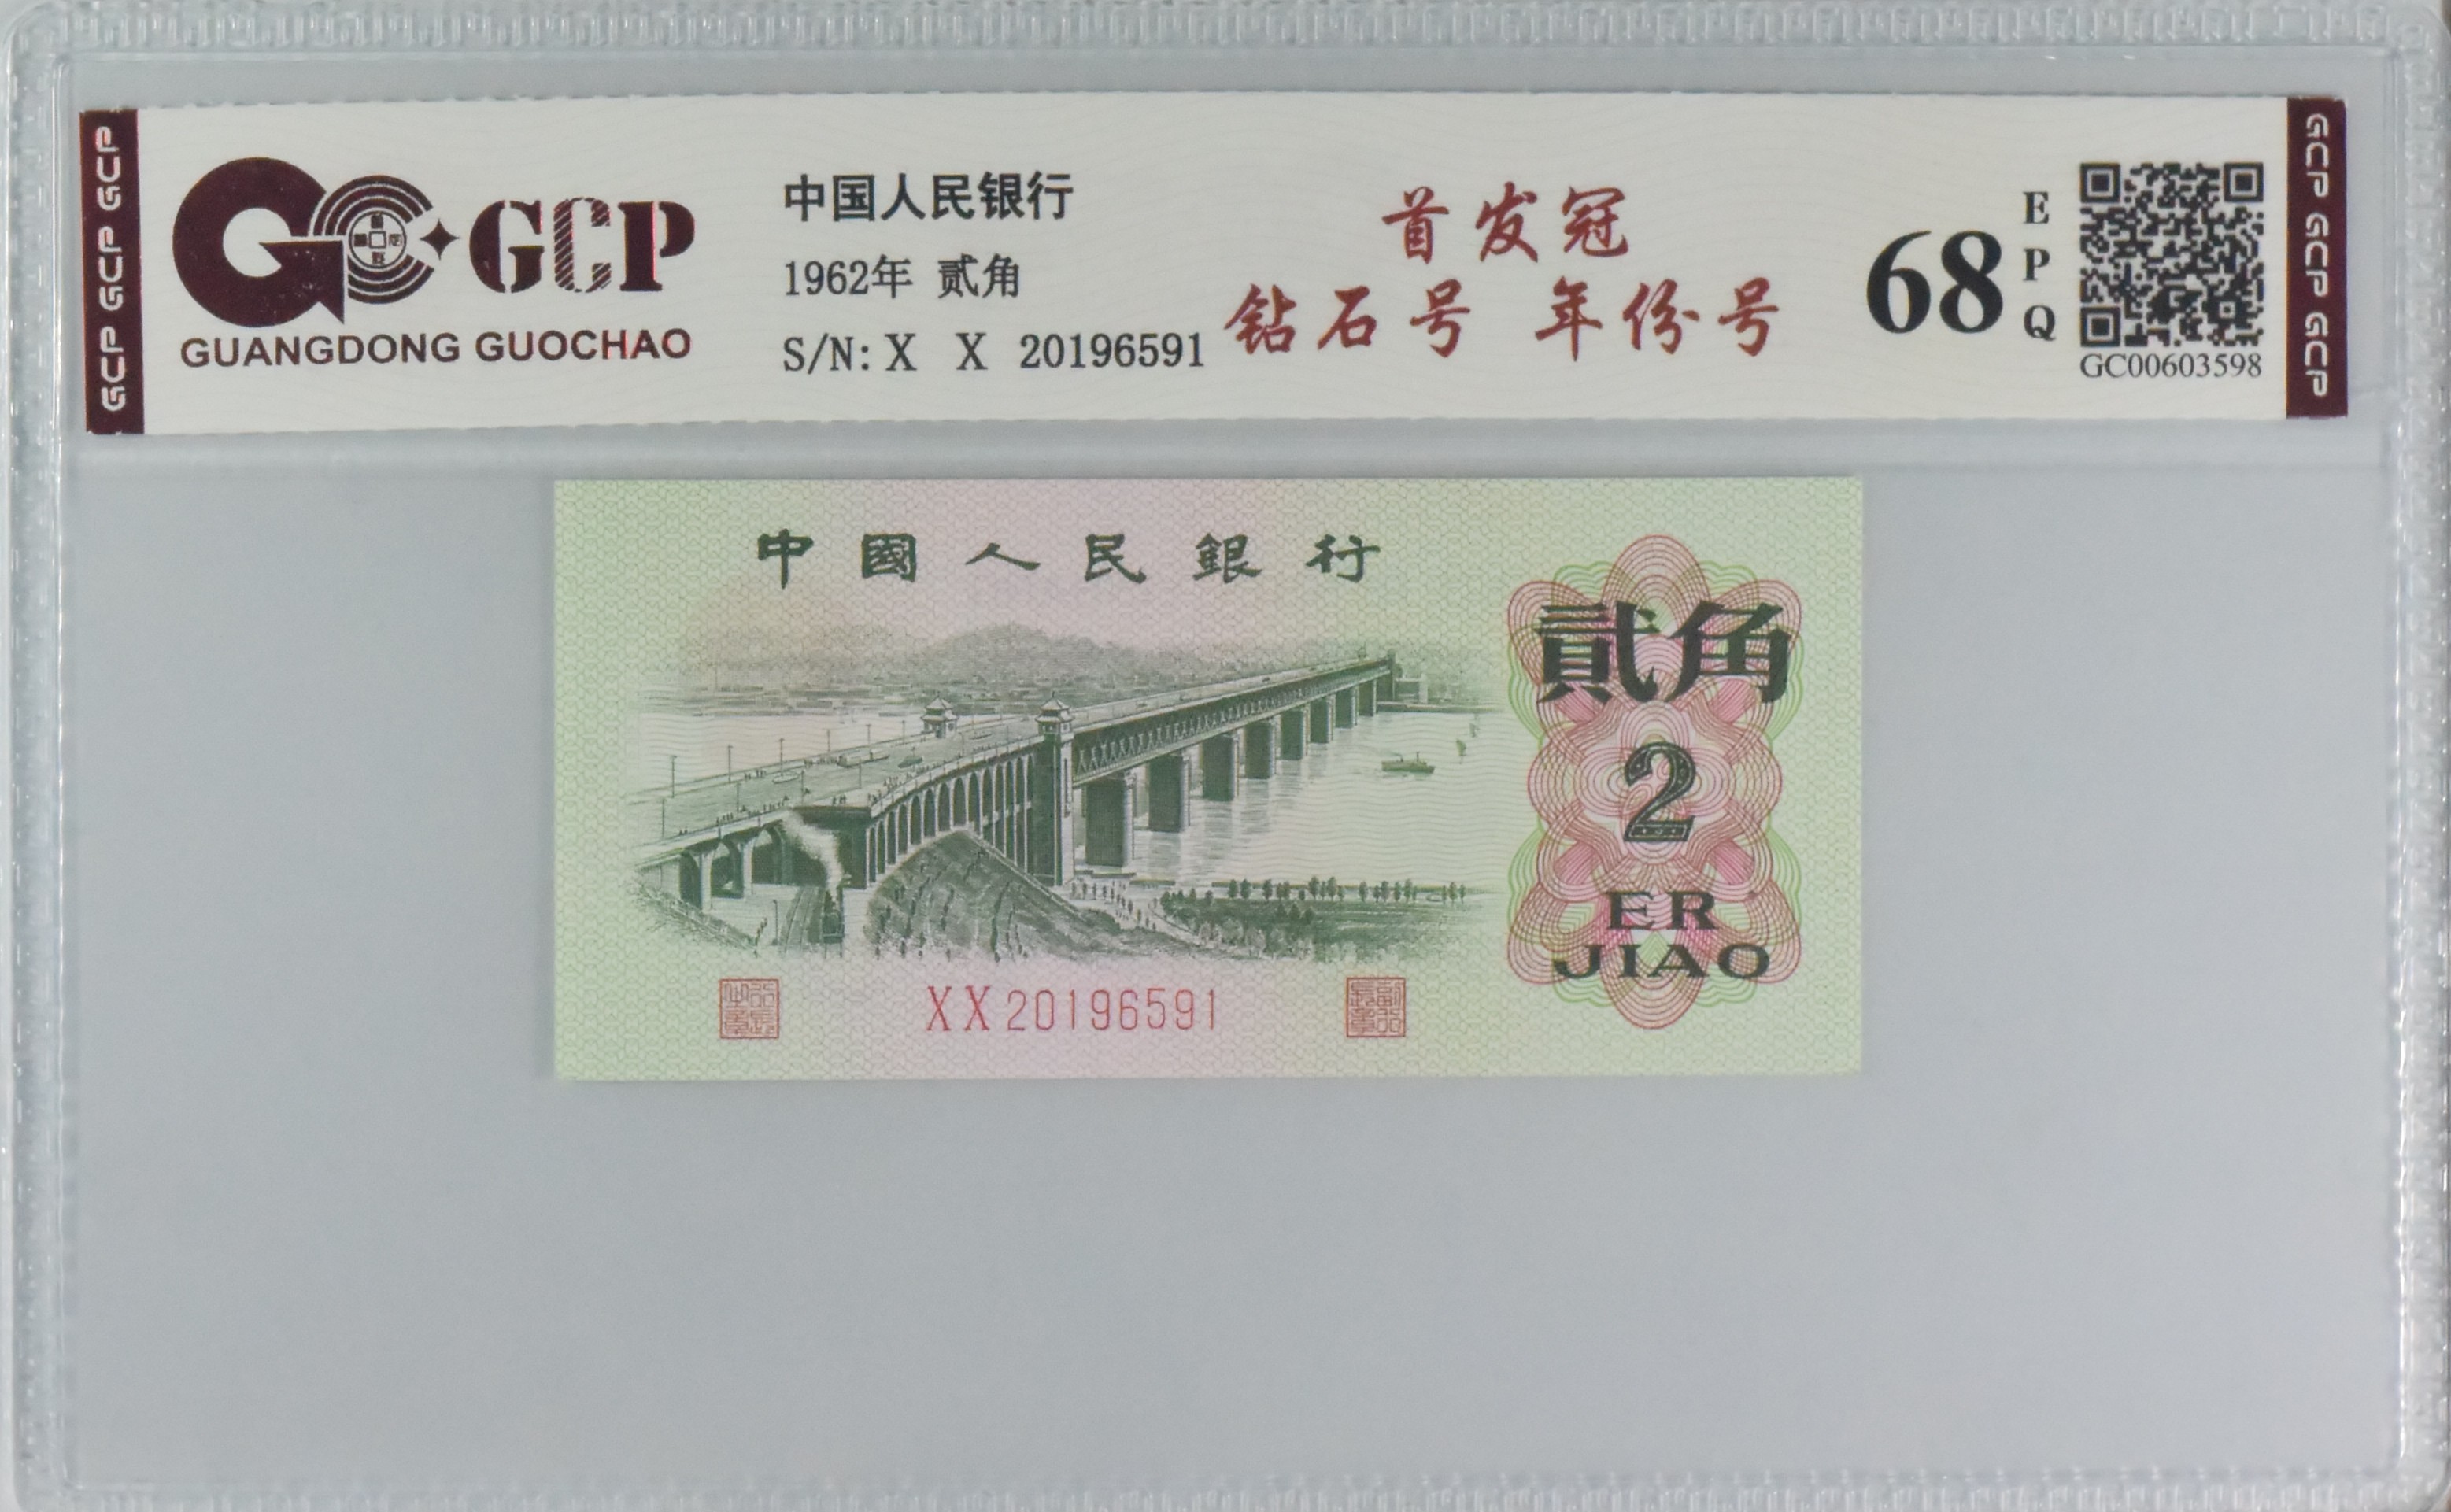 GCP GCP GCP
GCP
GUANGDONG GUOCHAO
中国人民银行
1962年 贰角
S/N: X X 20196591
首发冠
钻石号 年份号
68
E
P
Q
GC00603598
GCP GCP GCP
中國人民銀行
貳角
2
ER
JIAO
XX20196591